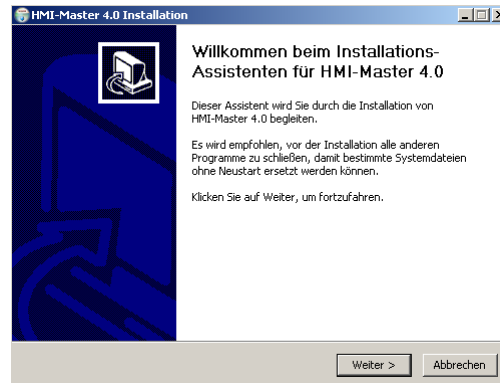 HMI-Master 4.0 Installation
Willkommen beim Installations-
Assistenten für HMI-Master 4.0
Dieser Assistent wird Sie durch die Installation von
HMI-Master 4.0 begleiten.
Es wird empfohlen, vor der Installation alle anderen
Programme zu schließen, damit bestimmte Systemdateien
ohne Neustart ersetzt werden können.
Klicken Sie auf Weiter, um fortzufahren.
Weiter > Abbrechen